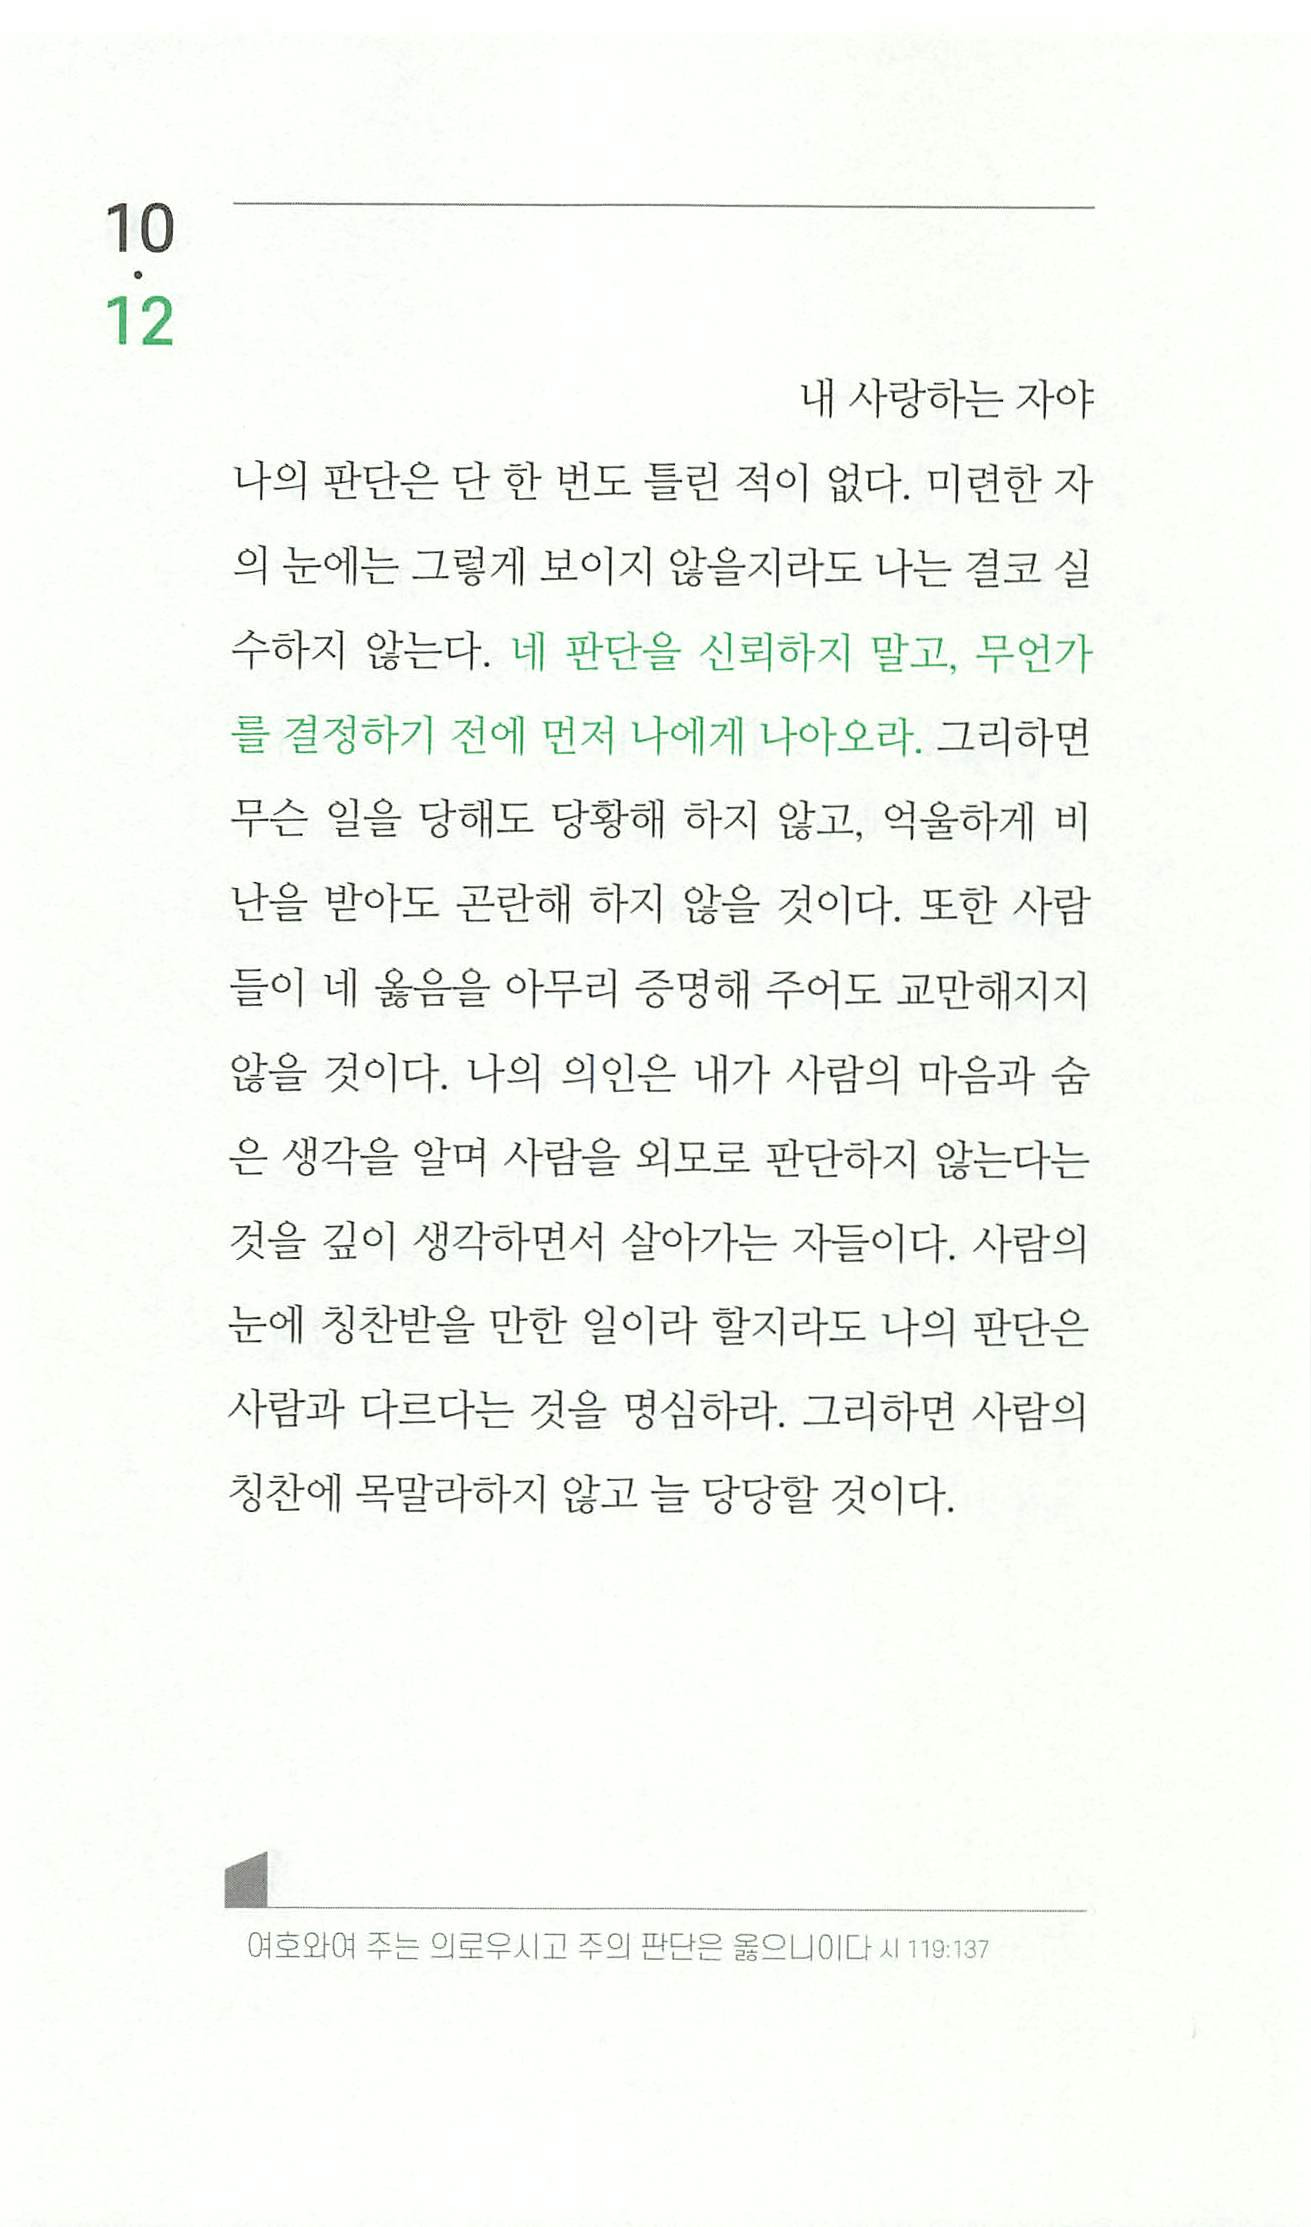 10
·
12
내 사랑하는 자야
나의 판단은 단 한 번도 틀린 적이 없다. 미련한 자
의 눈에는 그렇게 보이지 않을지라도 나는 결코 실
수하지 않는다. 네 판단을 신뢰하지 말고, 무언가
를 결정하기 전에 먼저 나에게 나아오라. 그리하면
무슨 일을 당해도 당황해 하지 않고, 억울하게 비
난을 받아도 곤란해 하지 않을 것이다. 또한 사람
들이 네 옳음을 아무리 증명해 주어도 교만해지지
않을 것이다. 나의 의인은 내가 사람의 마음과 숨
은 생각을 알며 사람을 외모로 판단하지 않는다는
것을 깊이 생각하면서 살아가는 자들이다. 사람의
눈에 칭찬받을 만한 일이라 할지라도 나의 판단은
사람과 다르다는 것을 명심하라. 그리하면 사람의
칭찬에 목말라하지 않고 늘 당당할 것이다.
여호와여 주는 의로우시고 주의 판단은 옳으니이다 시 119:137